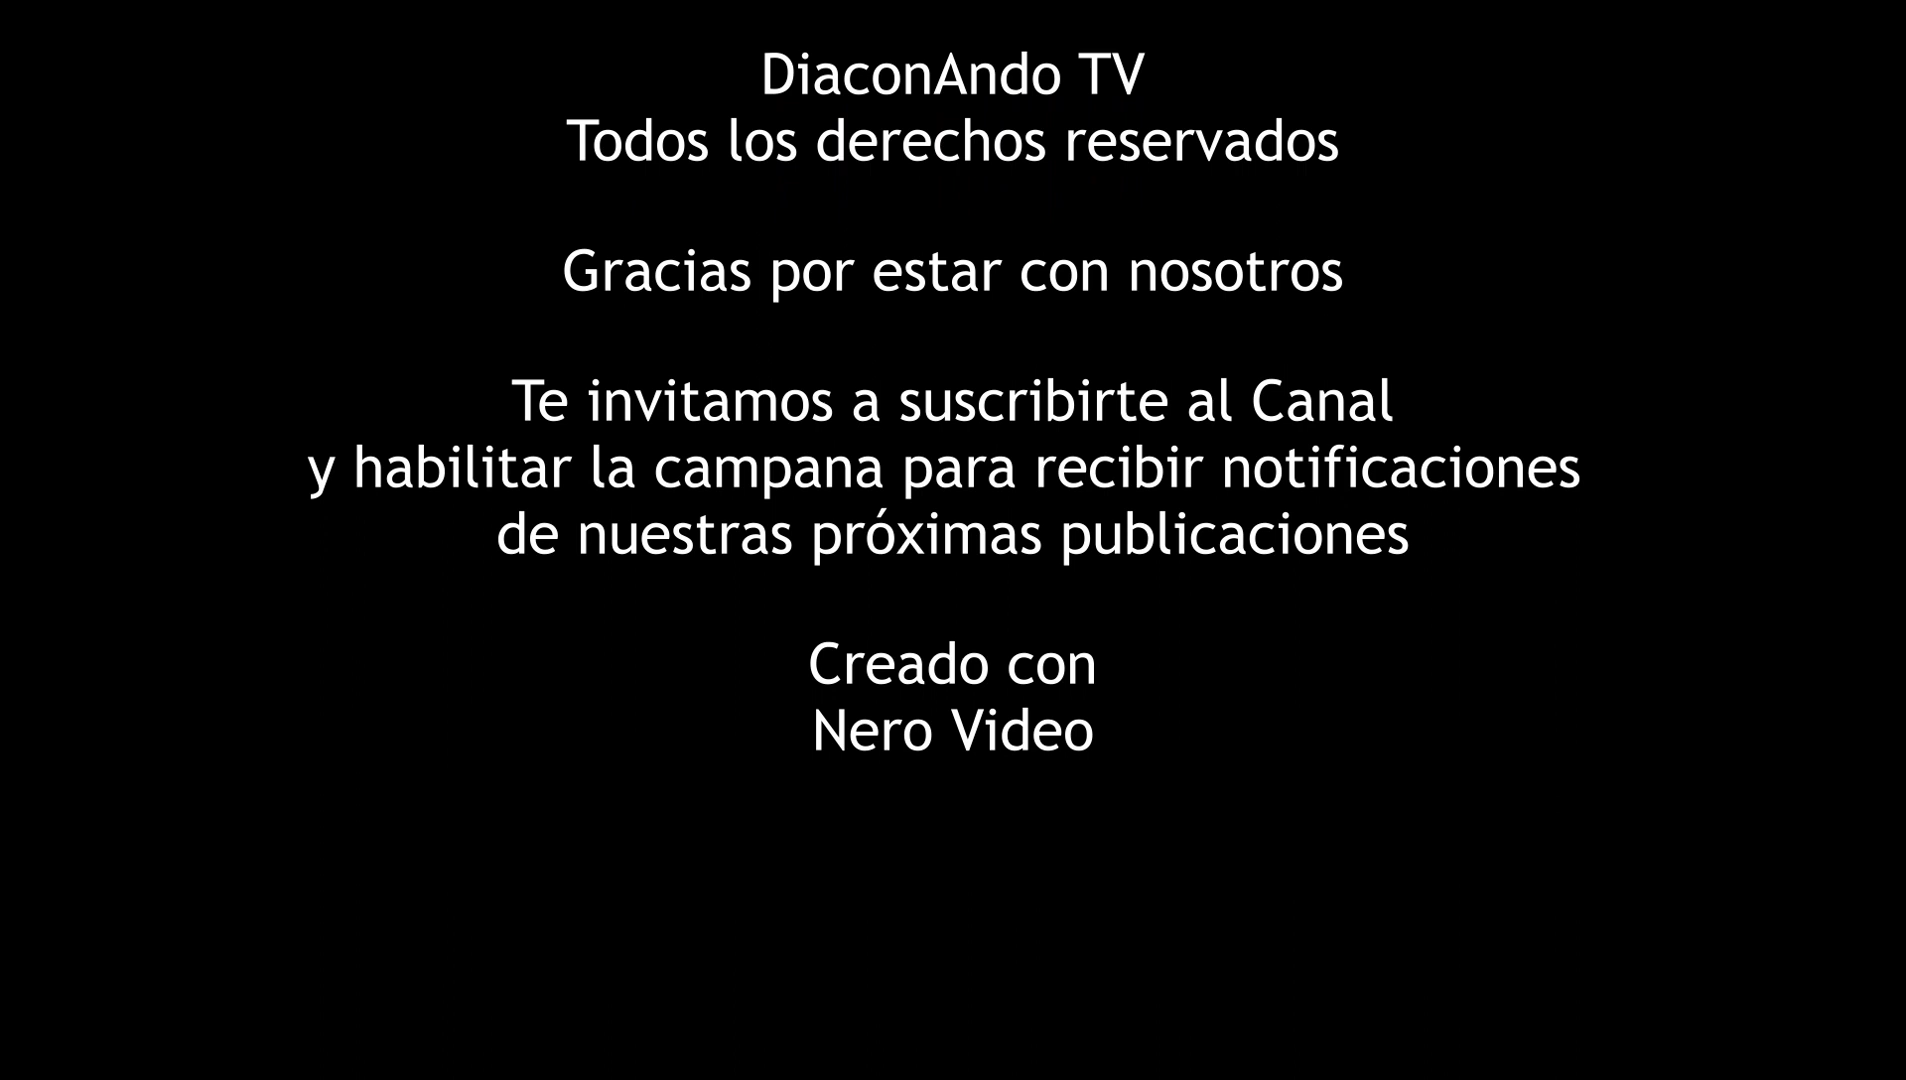 DiaconAndo TV
Todos los derechos reservados
Gracias por estar con nosotros
Te invitamos a suscribirte al Canal
y habilitar la campana para recibir notificaciones
de nuestras próximas publicaciones
Creado con
Nero Video